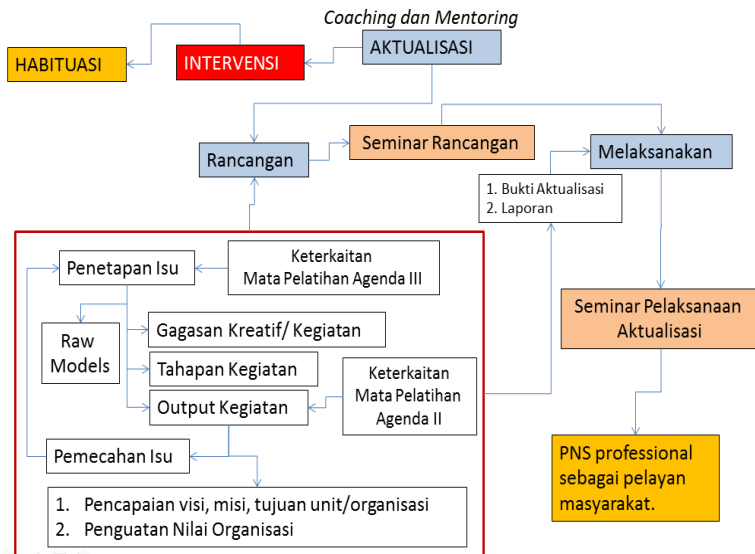 Coaching dan Mentoring
AKTUALISASI
INTERVENSI
HABITUASI
Rancangan
Seminar Rancangan
Melaksanakan
1. Bukti Aktualisasi
2. Laporan
Penetapan Isu
Keterkaitan
Mata Pelatihan Agenda III
Raw
Models
Gagasan Kreatif/ Kegiatan
Tahapan Kegiatan
Output Kegiatan
Keterkaitan
Mata Pelatihan
Agenda II
Pemecahan Isu
1. Pencapaian visi, misi, tujuan unit/organisasi
2. Penguatan Nilai Organisasi
Seminar Pelaksanaan
Aktualisasi
PNS professional
sebagai pelayan
masyarakat.